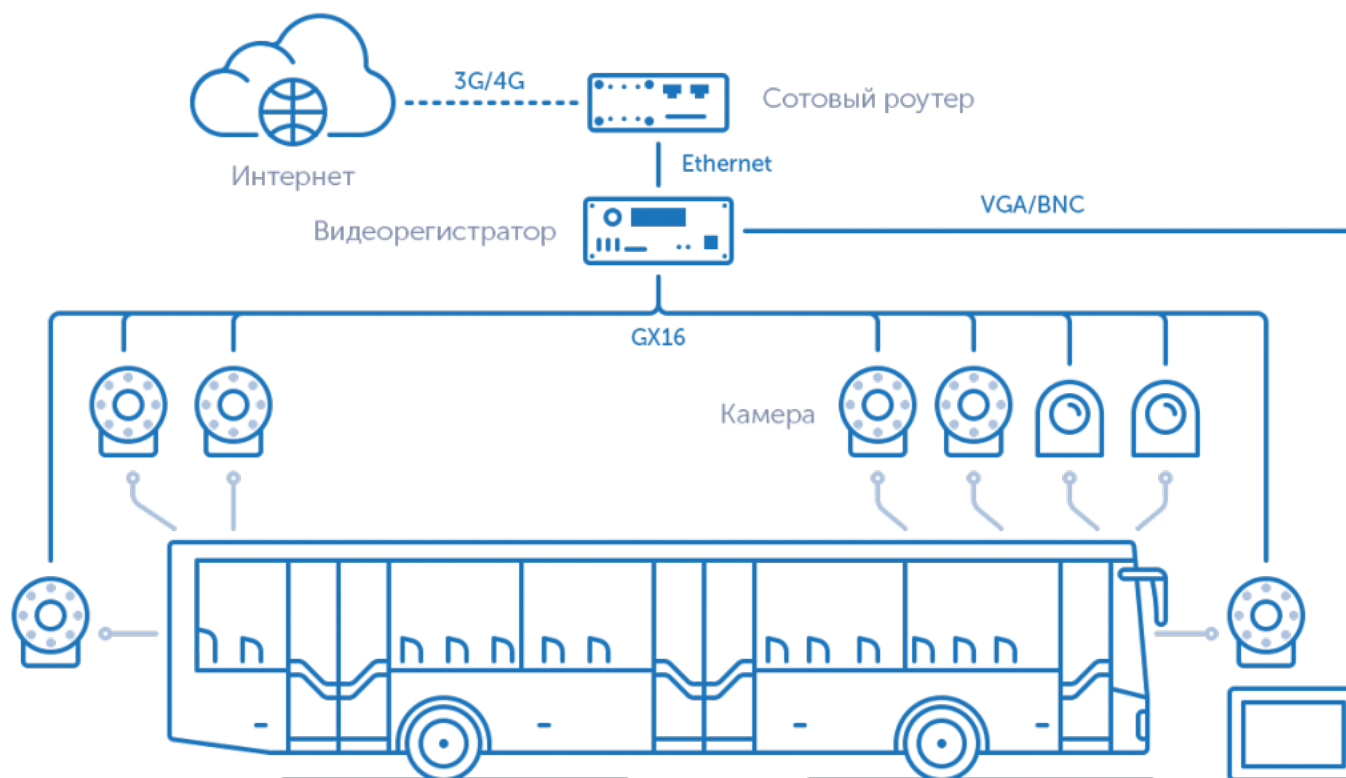 3G/4G
Сотовый роутер
Интернет
Ethernet
Видеорегистратор
VGA/BNC
GX16
Камера